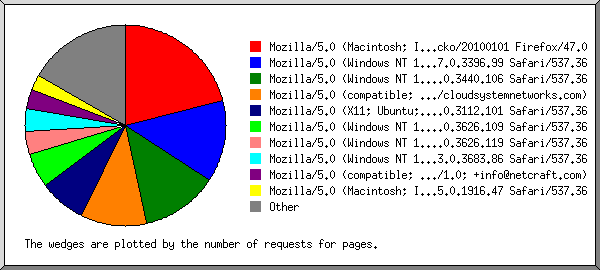 Mozilla/5.0 (Macintosh; I...cko/20100101 Firefox/47.0
Mozilla/5.0 (Windows NT 1...7.0.3396.99 Safari/537.36
Mozilla/5.0 (Windows NT 1....0.3440.106 Safari/537.36
Mozilla/5.0 (compatible; .../cloudsystemnetworks.com)
Mozilla/5.0 (X11; Ubuntu;....0.3112.101 Safari/537.36
Mozilla/5.0 (Windows NT 1....0.3626.109 Safari/537.36
Mozilla/5.0 (Windows NT 1....0.3626.119 Safari/537.36
Mozilla/5.0 (Windows NT 1...3.0.3683.86 Safari/537.36
Mozilla/5.0 (compatible; .../1.0; +info@netcraft.com)
Mozilla/5.0 (Macintosh; I...5.0.1916.47 Safari/537.36
Other
The wedges are plotted by the number of requests for pages.